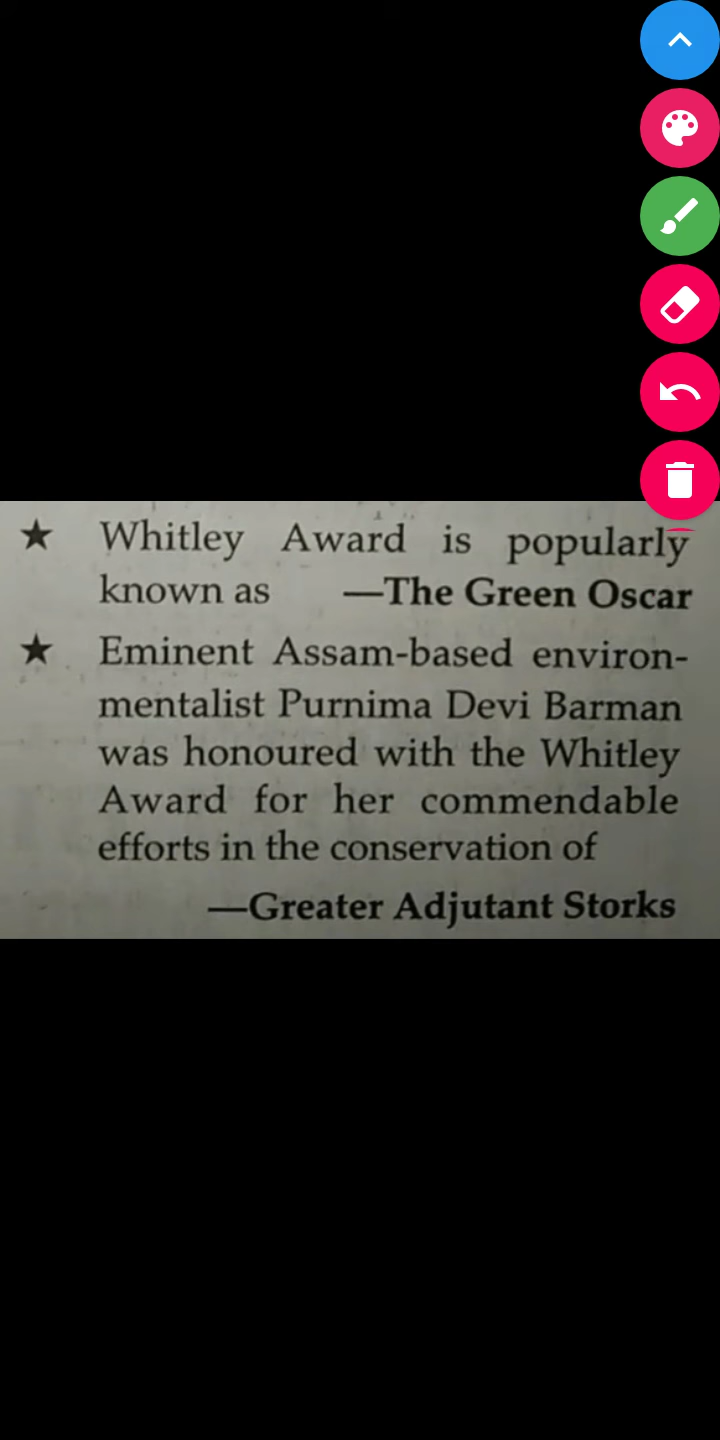 ★ Whitley Award is popularly
known as —The Green Oscar
★ Eminent Assam-based environ-
mentalist Purnima Devi Barman
was honoured with the Whitley
Award for her commendable
efforts in the conservation of
—Greater Adjutant Storks